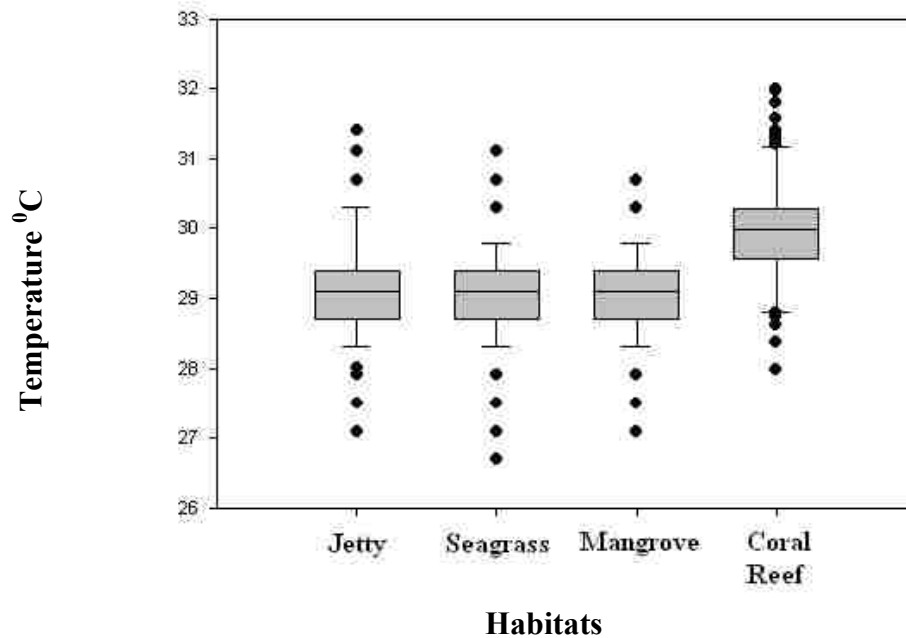 33
32
31
30
29
28
27
26
Temperature ⁰C
Jetty Seagrass Mangrove Coral
Reef
Habitats